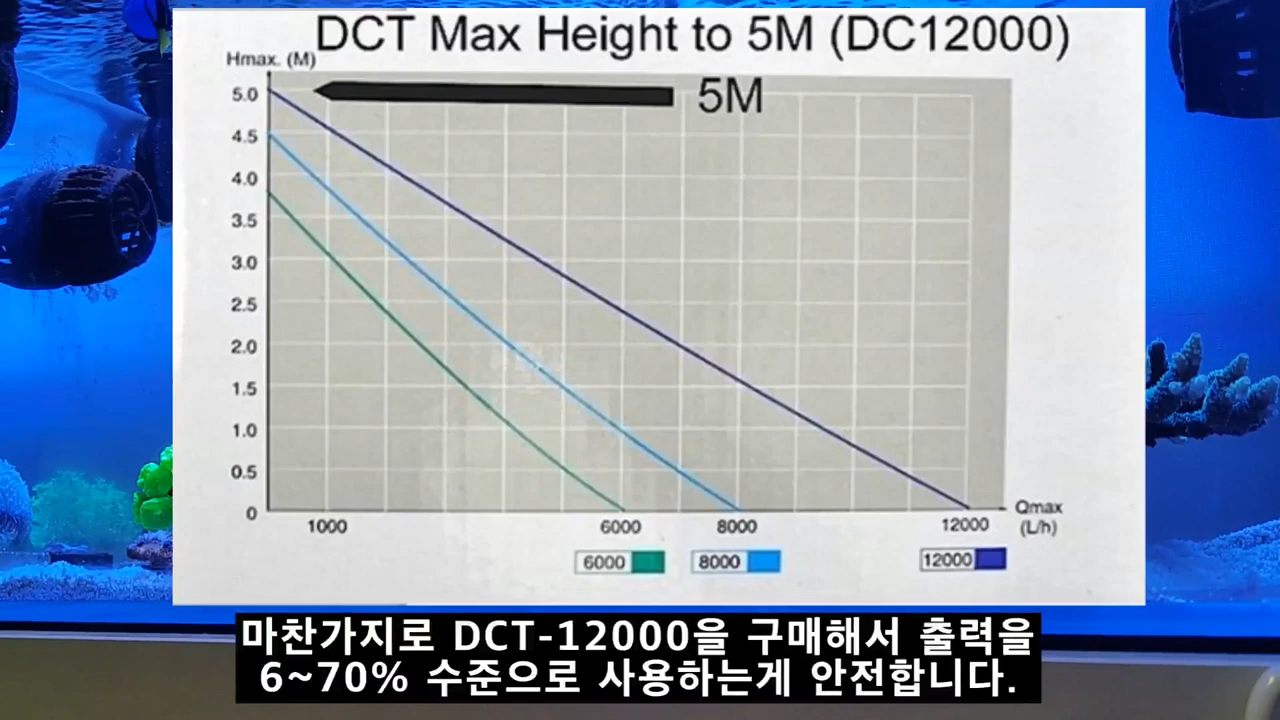 DCT Max Height to 5M (DC12000)
Hmax. (M)
5M
5.0
4.5
4.0
3.5
3.0
2.5
2.0
1.5
1.0
0.5
0
1000
6000
8000
12000
Qmax
(L/h)
6000
8000
12000
마찬가지로 DCT-12000을 구매해서 출력을
6~70% 수준으로 사용하는게 안전합니다.